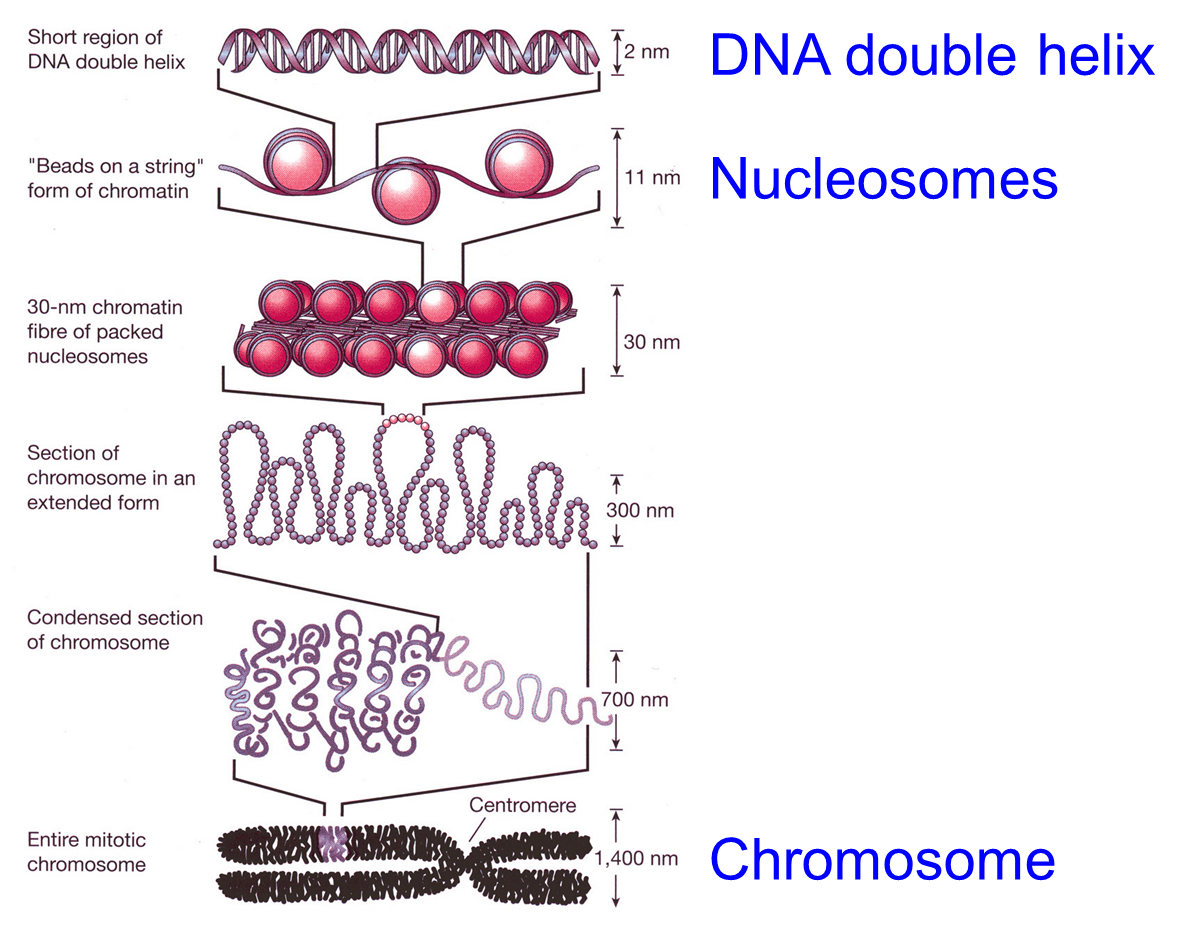 Short region of
DNA double helix
2 nm
DNA double helix
"Beads on a string"
form of chromatin
11 nm
Nucleosomes
30-nm chromatin
fibre of packed
nucleosomes
30 nm
Section of
chromosome in an
extended form
300 nm
Condensed section
of chromosome
700 nm
Centromere
Entire mitotic
chromosome
1,400 nm
Chromosome